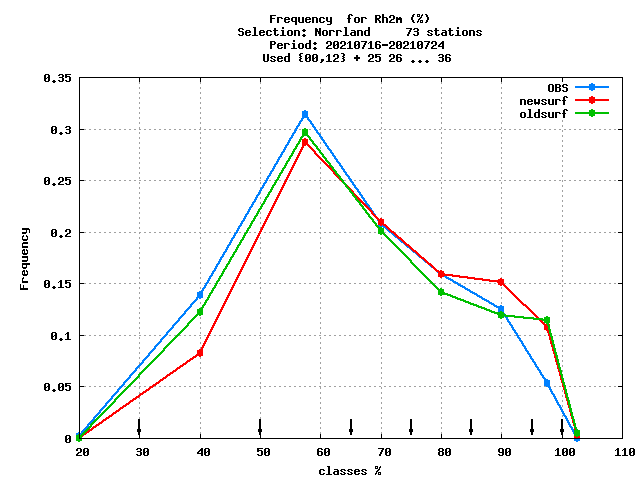 Frequency  for Rh2m (%)
Selection: Norrland     73 stations
Period: 20210716-20210724
Used {00,12} + 25 26 ... 36
OBS
newsurf
oldsurf
0.35
0.3
0.25
0.2
0.15
0.1
0.05
0
Frequency
20 30 40 50 60 70 80 90 100 110
classes %